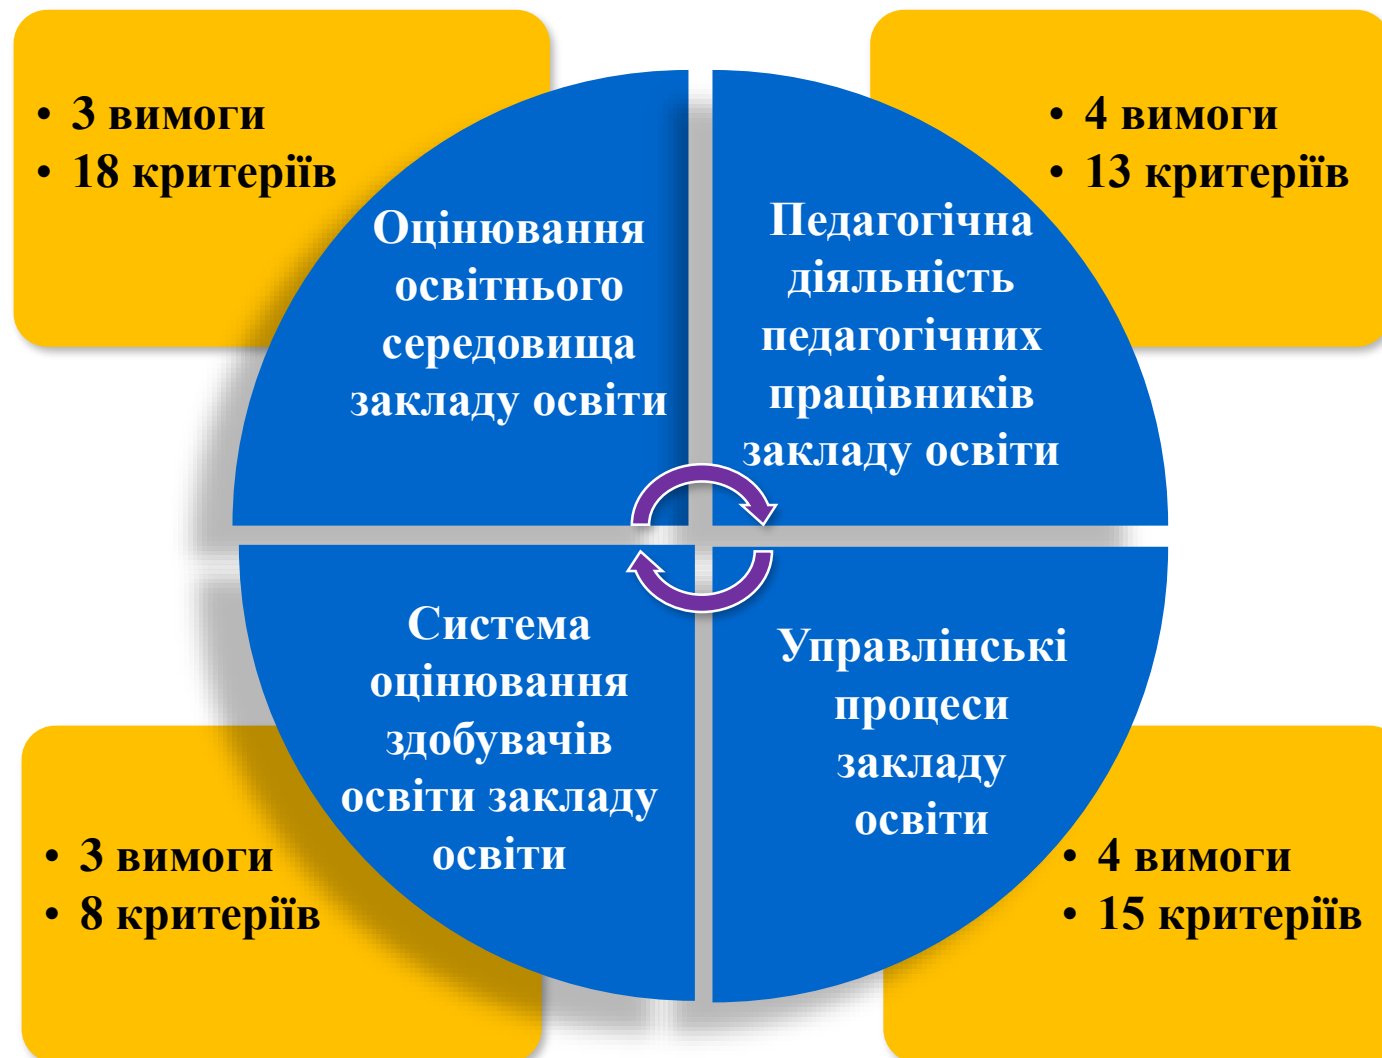 • 3 вимоги
• 18 критеріїв
Оцінювання
освітнього
середовища
закладу освіти
• 4 вимоги
• 13 критеріїв
Педагогічна
діяльність
педагогічних
працівників
закладу освіти
Система
оцінювання
здобувачів
освіти закладу
освіти
• 3 вимоги
• 8 критеріїв
Управлінські
процеси
закладу
освіти
• 4 вимоги
• 15 критеріїв